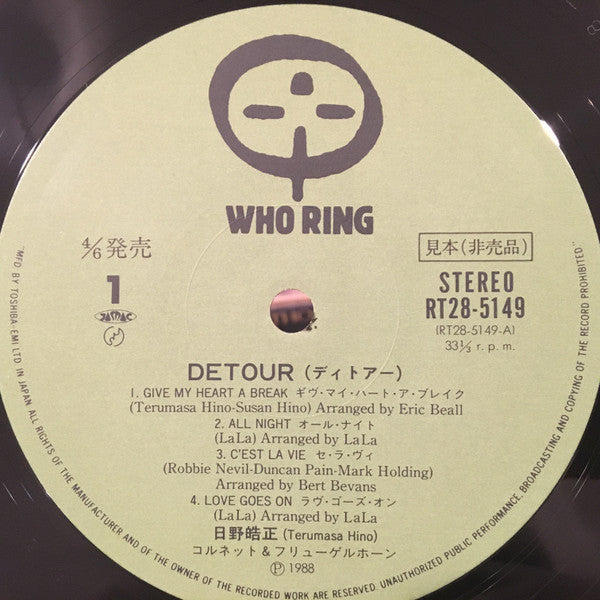 WHO RING
4/6発売
見本(非売品)
1
JASRAC
STEREO
RT28-5149
(RT28-5149-A)
33⅓ r.p.m.
DETOUR (ディトアー)
1. GIVE MY HEART A BREAK ギヴ・マイ・ハート・ア・ブレイク
(Terumasa Hino-Susan Hino) Arranged by Eric Beall
2. ALL NIGHT オール・ナイト
(LaLa) Arranged by LaLa
3. C'EST LA VIE セ・ラ・ヴィ
(Robbie Nevil-Duncan Pain-Mark Holding)
Arranged by Bert Bevans
4. LOVE GOES ON ラヴ・ゴーズ・オン
(LaLa) Arranged by LaLa
日野皓正 (Terumasa Hino)
コルネット&フリューゲルホーン
Ⓟ 1988
"MFD. BY TOSHIBA EMI LTD. IN JAPAN ALL RIGHTS OF THE MANUFACTURER AND OF THE OWNER OF THE RECORDED WORK ARE RESERVED. UNAUTHORIZED PUBLIC PERFORMANCE, BROADCASTING AND COPYING OF THE RECORD PROHIBITED."